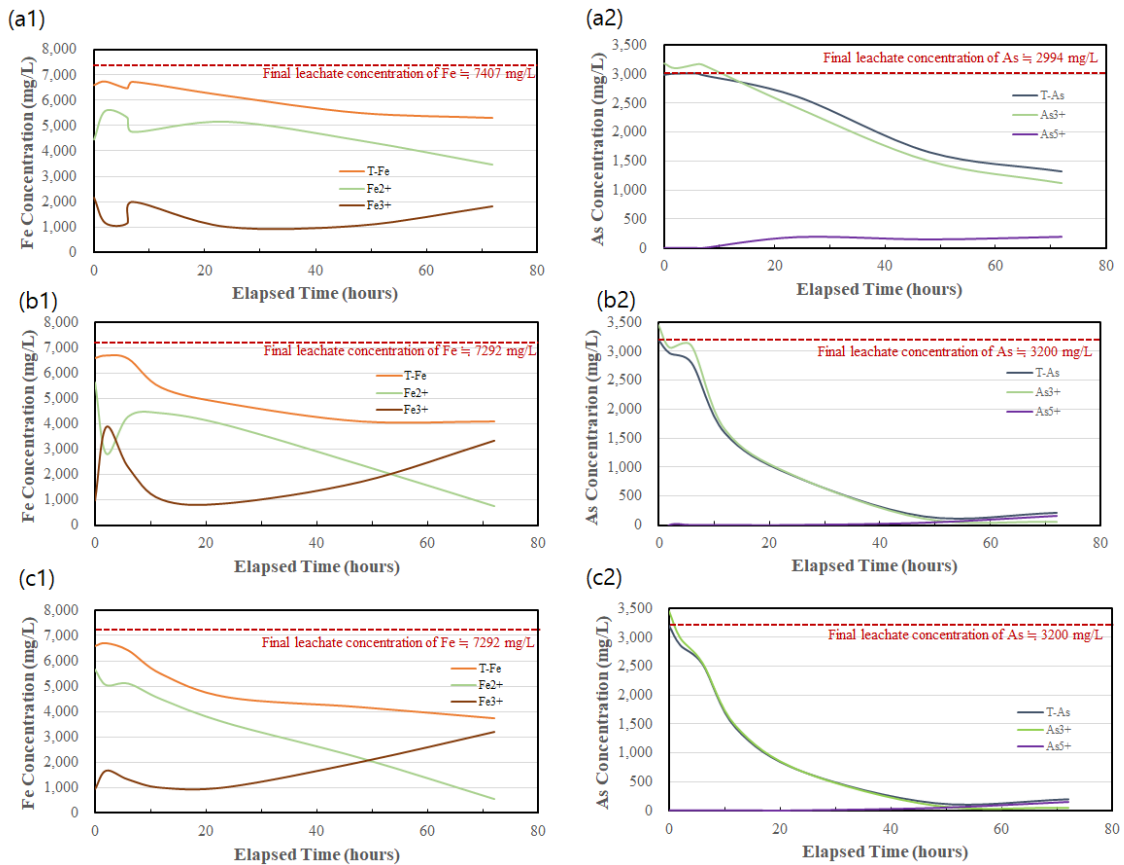 (a1)
8,000
7,000
6,000
5,000
4,000
3,000
2,000
1,000
0
Fe Concentration (mg/L)
Final leachate concentration of Fe ≒ 7407 mg/L
T-Fe
Fe2+
Fe3+
0
20
40
60
80
Elapsed Time (hours)
(a2)
3,500
3,000
2,500
2,000
1,500
1,000
500
0
As Concentration (mg/L)
Final leachate concentration of As ≒ 2994 mg/L
T-As
As3+
As5+
0
20
40
60
80
Elapsed Time (hours)
(b1)
8,000
7,000
6,000
5,000
4,000
3,000
2,000
1,000
0
Fe Concentration (mg/L)
Final leachate concentration of Fe ≒ 7292 mg/L
T-Fe
Fe2+
Fe3+
0
20
40
60
80
Elapsed Time (hours)
(b2)
3,500
3,000
2,500
2,000
1,500
1,000
500
0
As Concentrarion (mg/L)
Final leachate concentration of As ≒ 3200 mg/L
T-As
As3+
As5+
0
20
40
60
80
Elapsed Time (hours)
(c1)
8,000
7,000
6,000
5,000
4,000
3,000
2,000
1,000
0
Fe Concentration (mg/L)
Final leachate concentration of Fe ≒ 7292 mg/L
T-Fe
Fe2+
Fe3+
0
20
40
60
80
Elapsed Time (hours)
(c2)
3,500
3,000
2,500
2,000
1,500
1,000
500
0
As Concentration (mg/L)
Final leachate concentration of As ≒ 3200 mg/L
T-As
As3+
As5+
0
20
40
60
80
Elapsed Time (hours)